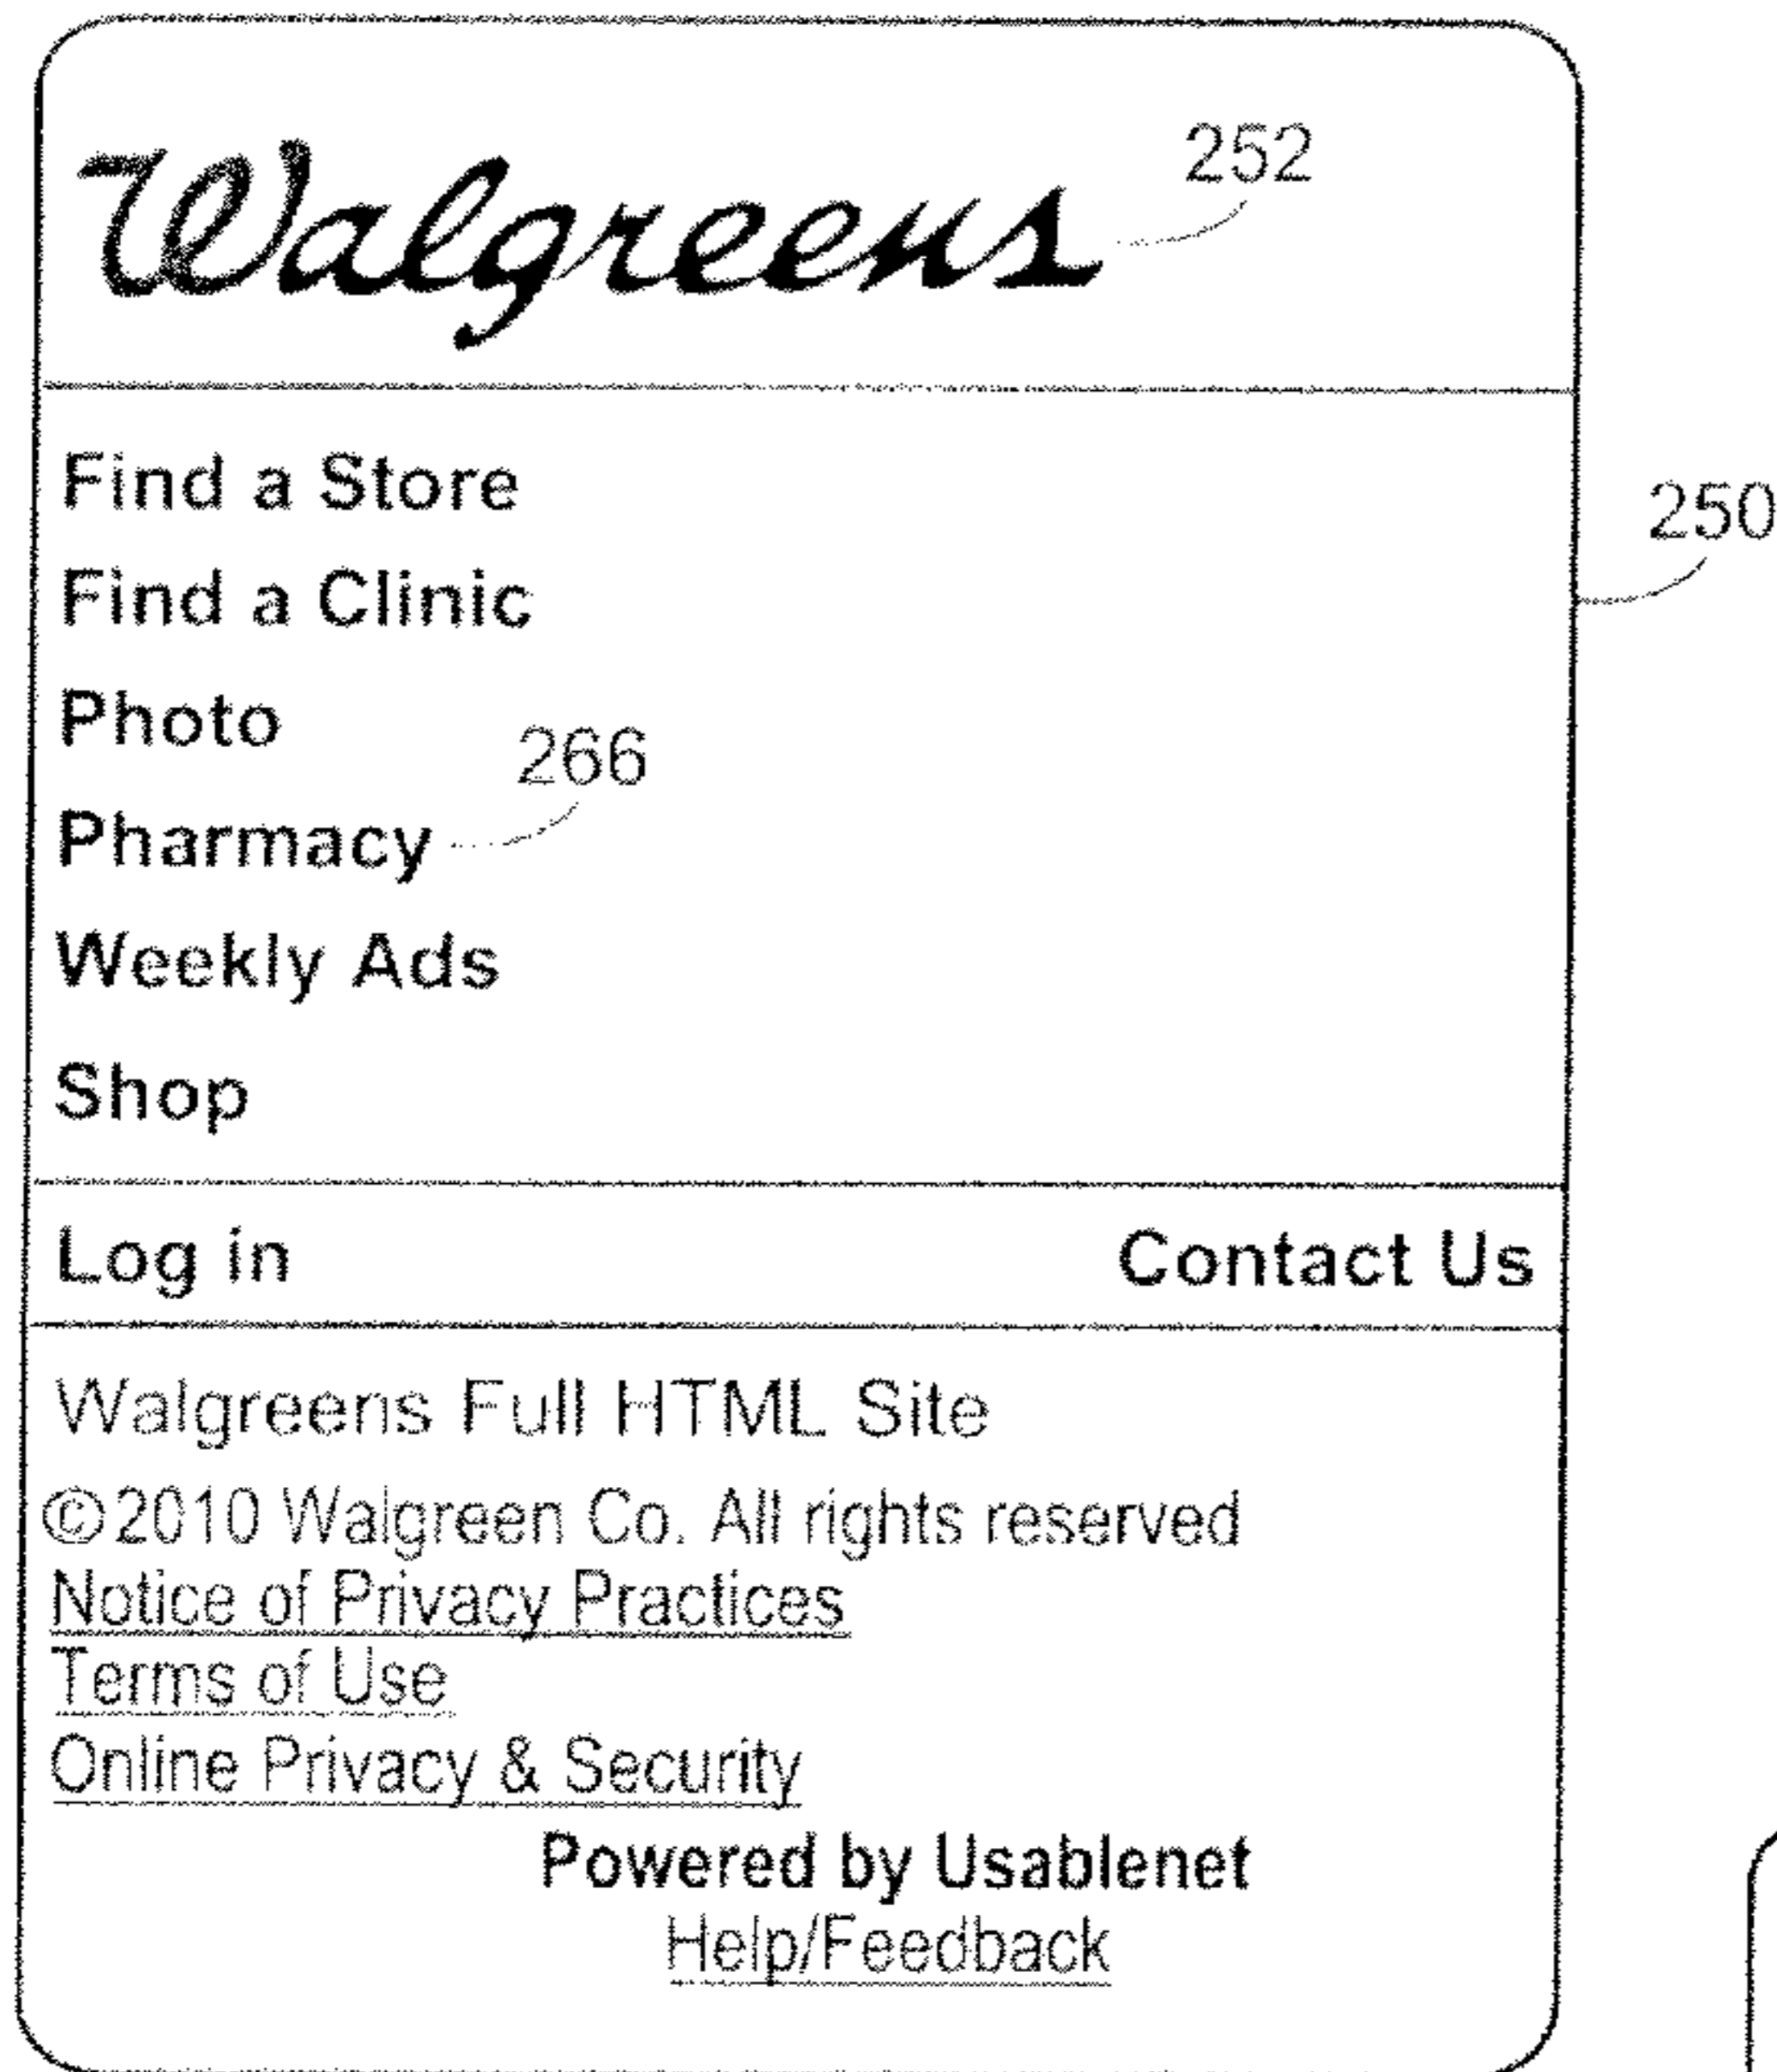 Walgreens 252
Find a Store
250
Find a Clinic
Photo
266
Pharmacy
Weekly Ads
Shop
Log in Contact Us
Walgreens Full HTML Site
©2010 Walgreen Co. All rights reserved
Notice of Privacy Practices
Terms of Use
Online Privacy & Security
Powered by Usablenet
Help/Feedback